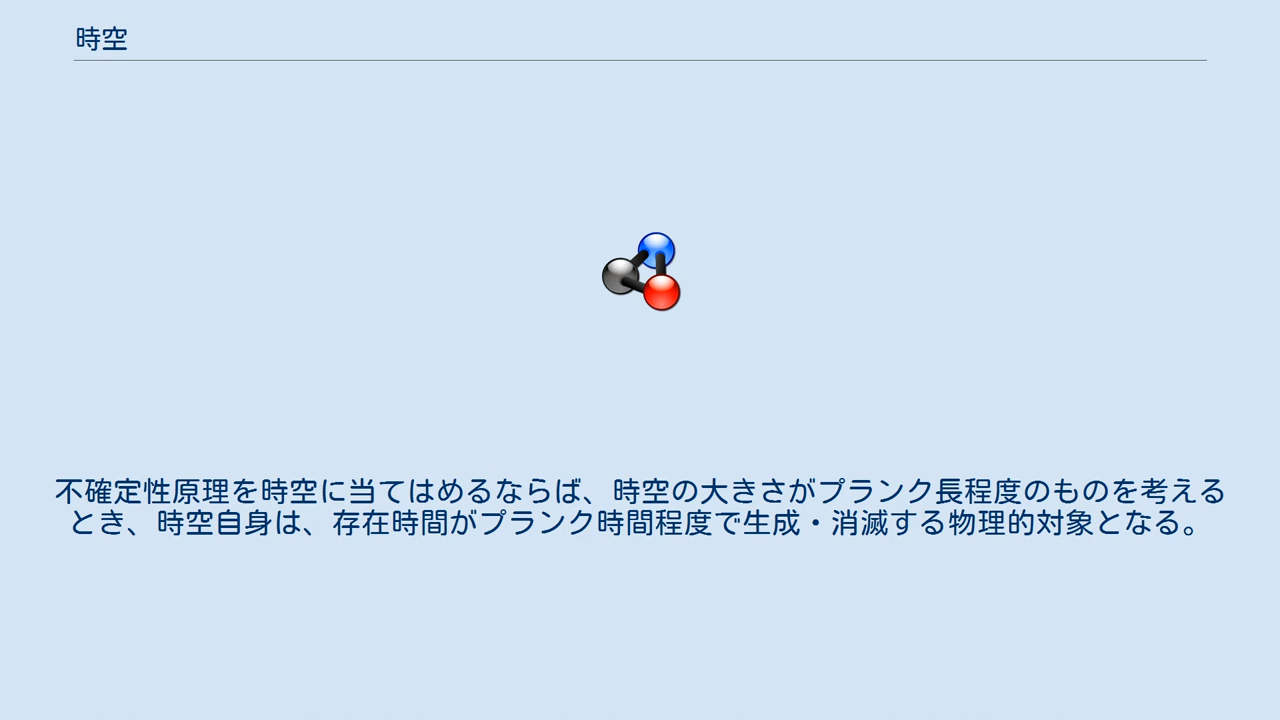 時空
不確定性原理を時空に当てはめるならば、時空の大きさがプランク長程度のものを考える
とき、時空自身は、存在時間がプランク時間程度で生成・消滅する物理的対象となる。